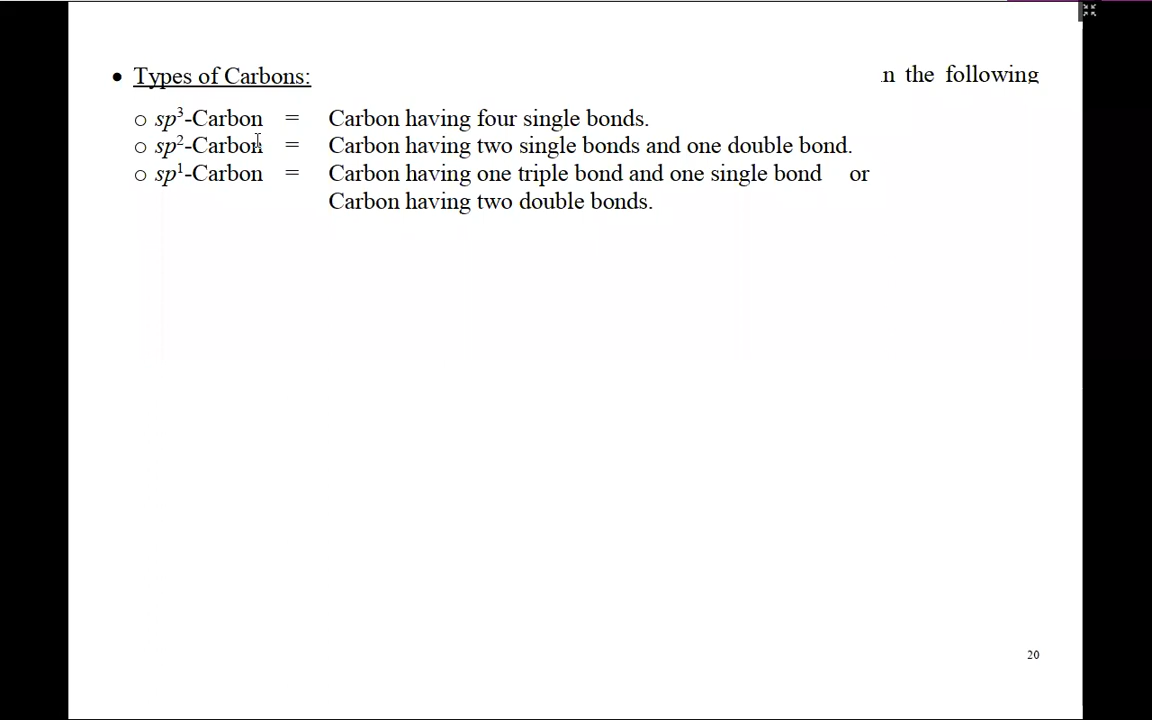 • Types of Carbons: n the following
o sp³-Carbon = Carbon having four single bonds.
o sp²-Carbon = Carbon having two single bonds and one double bond.
o sp¹-Carbon = Carbon having one triple bond and one single bond or
Carbon having two double bonds.
20